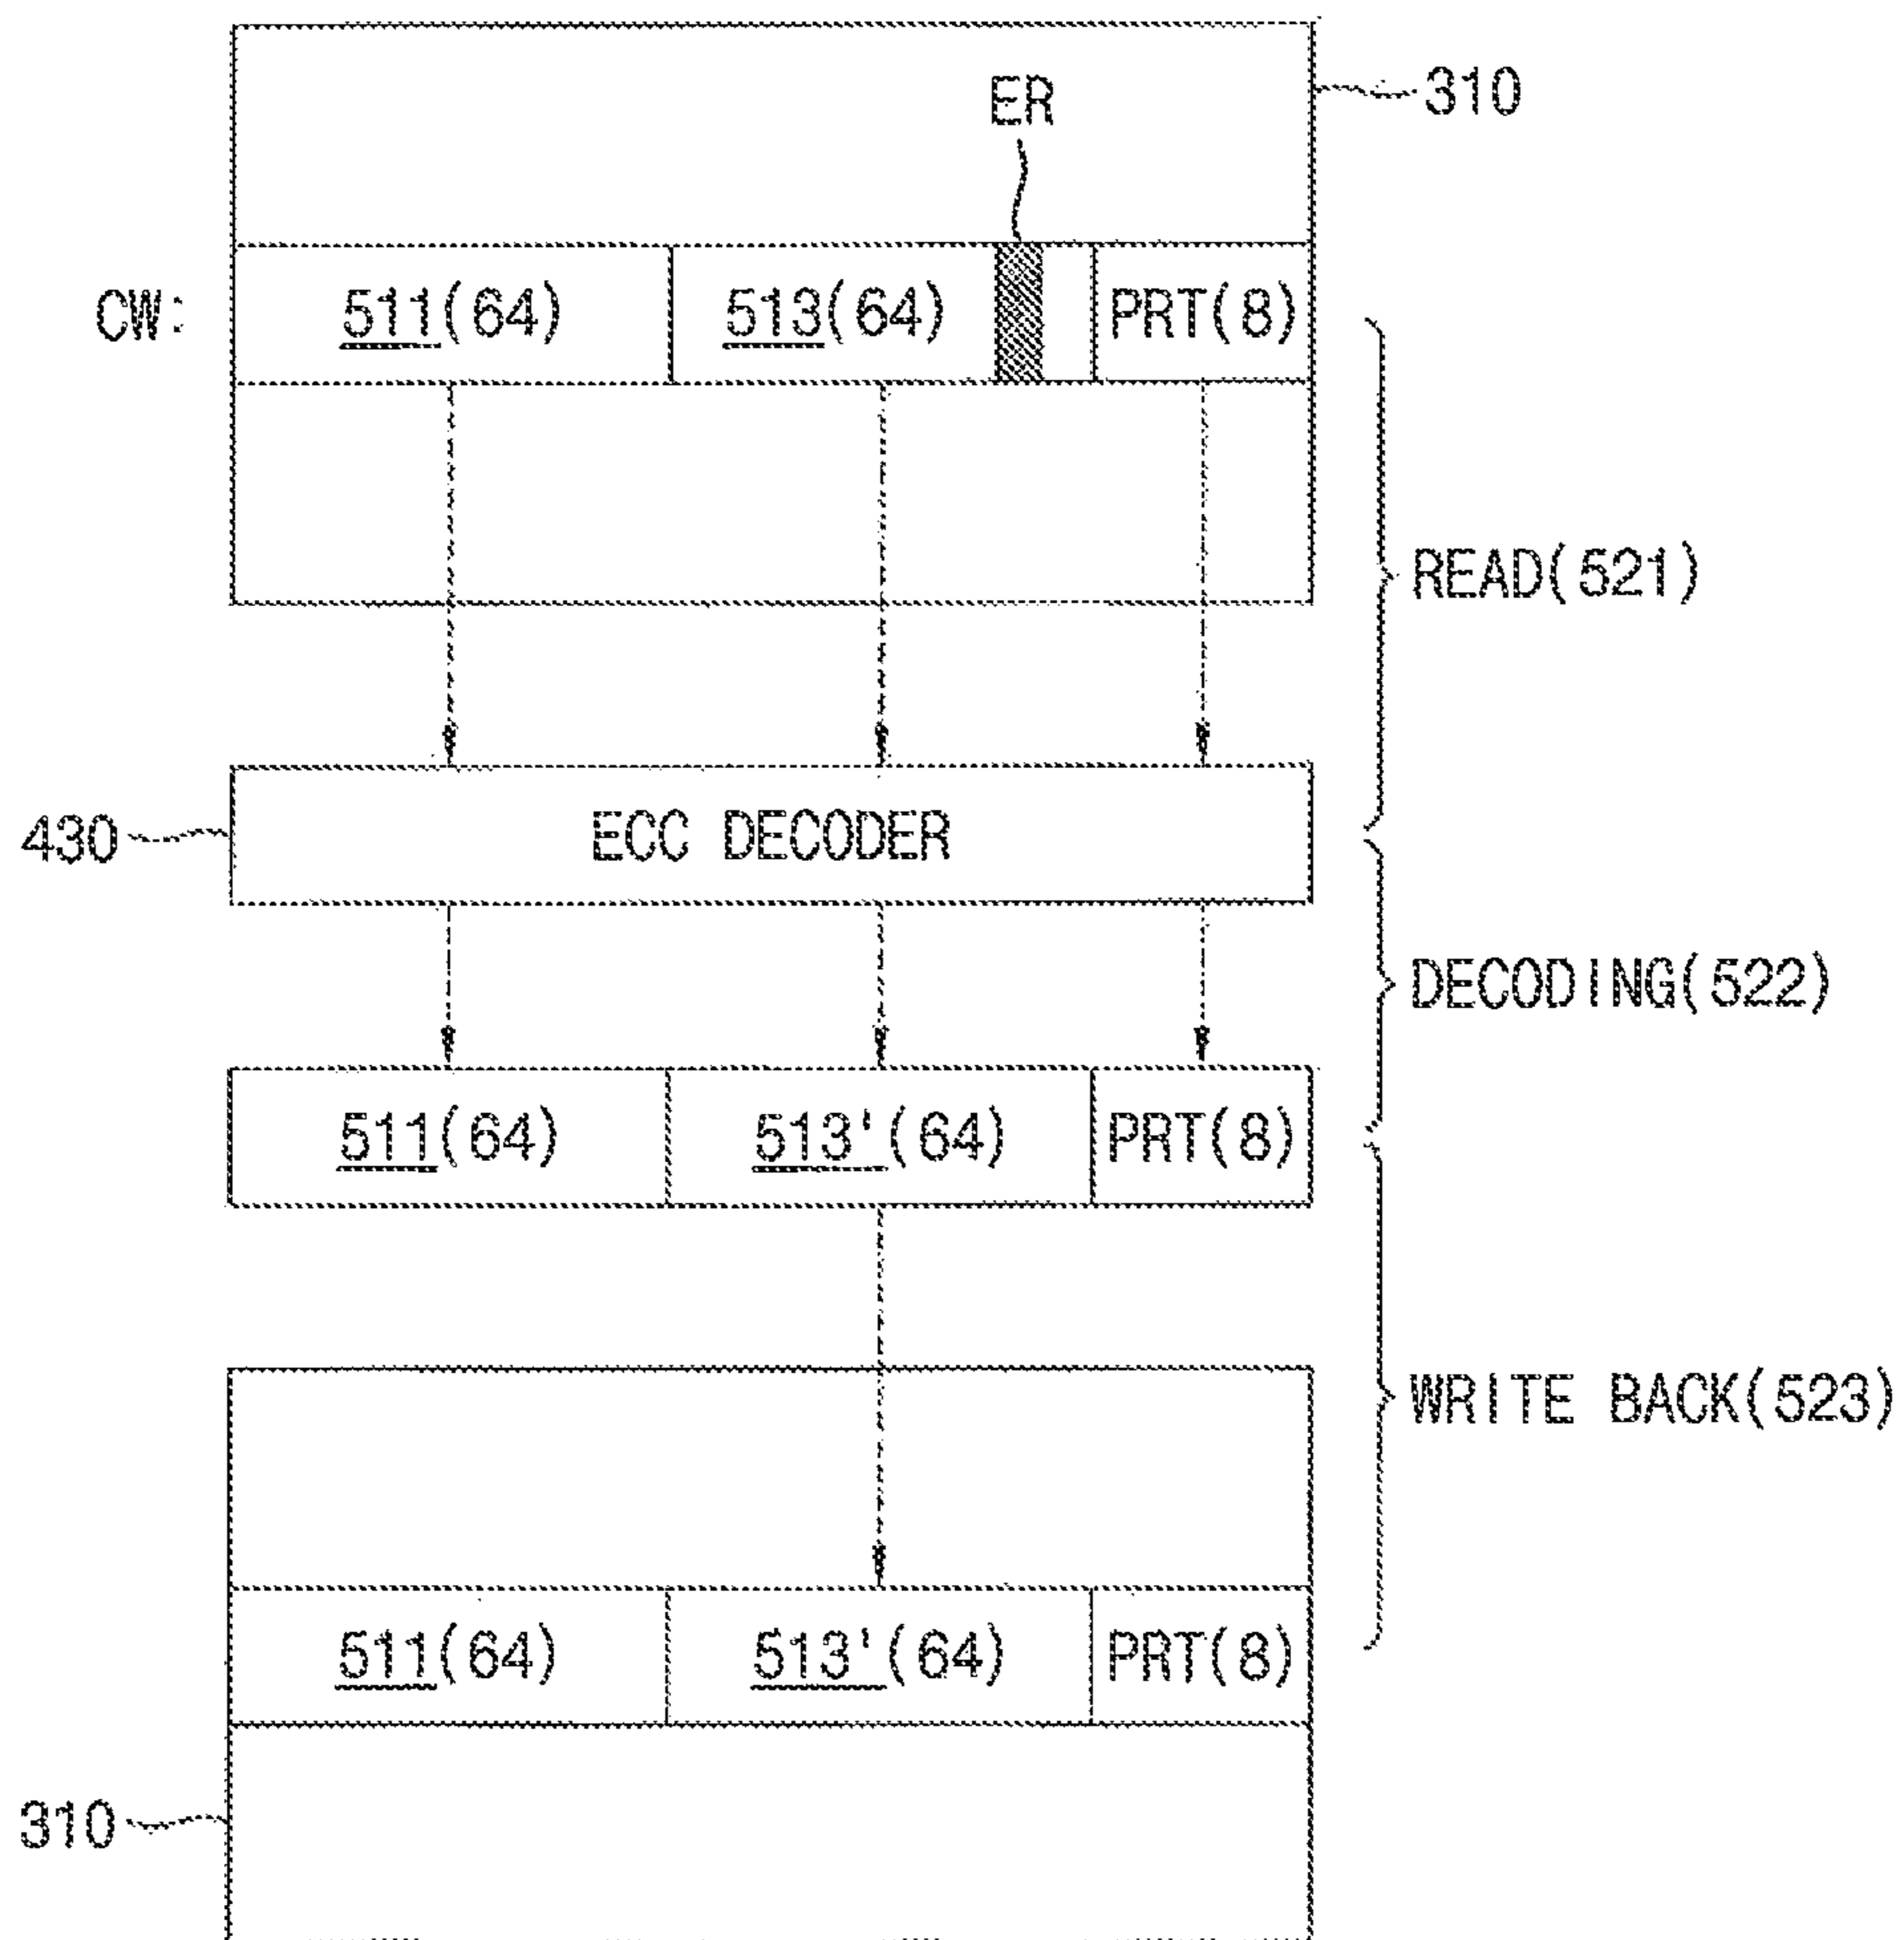 ER
310
CW: 511(64) 513(64) PRT(8)
READ(521)
430
ECC DECODER
DECODING(522)
511(64) 513'(64) PRT(8)
WRITE BACK(523)
511(64) 513'(64) PRT(8)
310